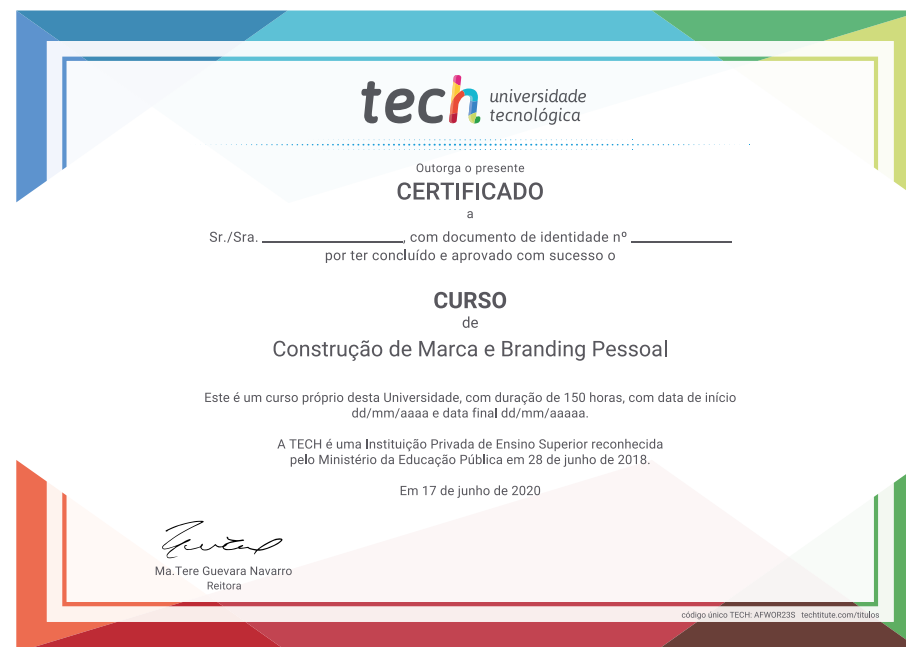 tech universidade
tecnológica
Outorga o presente
CERTIFICADO
a
Sr./Sra. ____________, com documento de identidade nº ____________
por ter concluído e aprovado com sucesso o
CURSO
de
Construção de Marca e Branding Pessoal
Este é um curso próprio desta Universidade, com duração de 150 horas, com data de início
dd/mm/aaaa e data final dd/mm/aaaaa.
A TECH é uma Instituição Privada de Ensino Superior reconhecida
pelo Ministério da Educação Pública em 28 de junho de 2018.
Em 17 de junho de 2020
Ma.Tere Guevara Navarro
Reitora
código único TECH: AFWOR23S techtitute.com/titulos